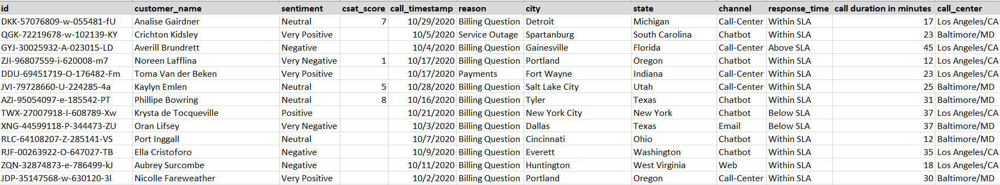 id customer_name sentiment csat_score call_timestamp reason city state channel response_time call duration in minutes call_center
DKK-57076809-w-055481-fU Analise Gairdner Neutral 7 10/29/2020 Billing Question Detroit Michigan Call-Center Within SLA 17 Los Angeles/CA
QGK-72219678-w-102139-KY Crichton Kidsley Very Positive 10/5/2020 Service Outage Spartanburg South Carolina Chatbot Within SLA 23 Baltimore/MD
GYJ-30025932-A-023015-LD Averill Brundrett Negative 10/4/2020 Billing Question Gainesville Florida Call-Center Above SLA 45 Los Angeles/CA
ZJI-96807559-i-620008-m7 Noreen Lafflina Very Negative 1 10/17/2020 Billing Question Portland Oregon Chatbot Within SLA 12 Los Angeles/CA
DDU-69451719-O-176482-Fm Toma Van der Beken Very Positive 10/17/2020 Payments Fort Wayne Indiana Call-Center Within SLA 23 Los Angeles/CA
JVI-79728660-U-224285-4a Kaylyn Emlen Neutral 5 10/28/2020 Billing Question Salt Lake City Utah Call-Center Within SLA 25 Baltimore/MD
AZI-95054097-e-185542-PT Phillipe Bowring Neutral 8 10/16/2020 Billing Question Tyler Texas Chatbot Within SLA 31 Baltimore/MD
TWX-27007918-I-608789-Xw Krysta de Tocqueville Positive 10/21/2020 Billing Question New York City New York Chatbot Below SLA 37 Los Angeles/CA
XNG-44599118-P-344473-ZU Oran Lifsey Very Negative 10/3/2020 Billing Question Dallas Texas Email Below SLA 37 Baltimore/MD
RLC-64108207-Z-285141-VS Port Inggall Neutral 10/7/2020 Billing Question Cincinnati Ohio Chatbot Within SLA 12 Baltimore/MD
RJF-00263922-O-647027-TB Ella Cristoforo Negative 10/9/2020 Billing Question Everett Washington Chatbot Within SLA 35 Los Angeles/CA
ZQN-32874873-e-786499-kJ Aubrey Surcombe Negative 10/11/2020 Billing Question Huntington West Virginia Web Within SLA 18 Los Angeles/CA
JDP-35147568-w-630120-3l Nicolle Fareweather Very Positive 10/2/2020 Billing Question Portland Oregon Call-Center Within SLA 30 Baltimore/MD